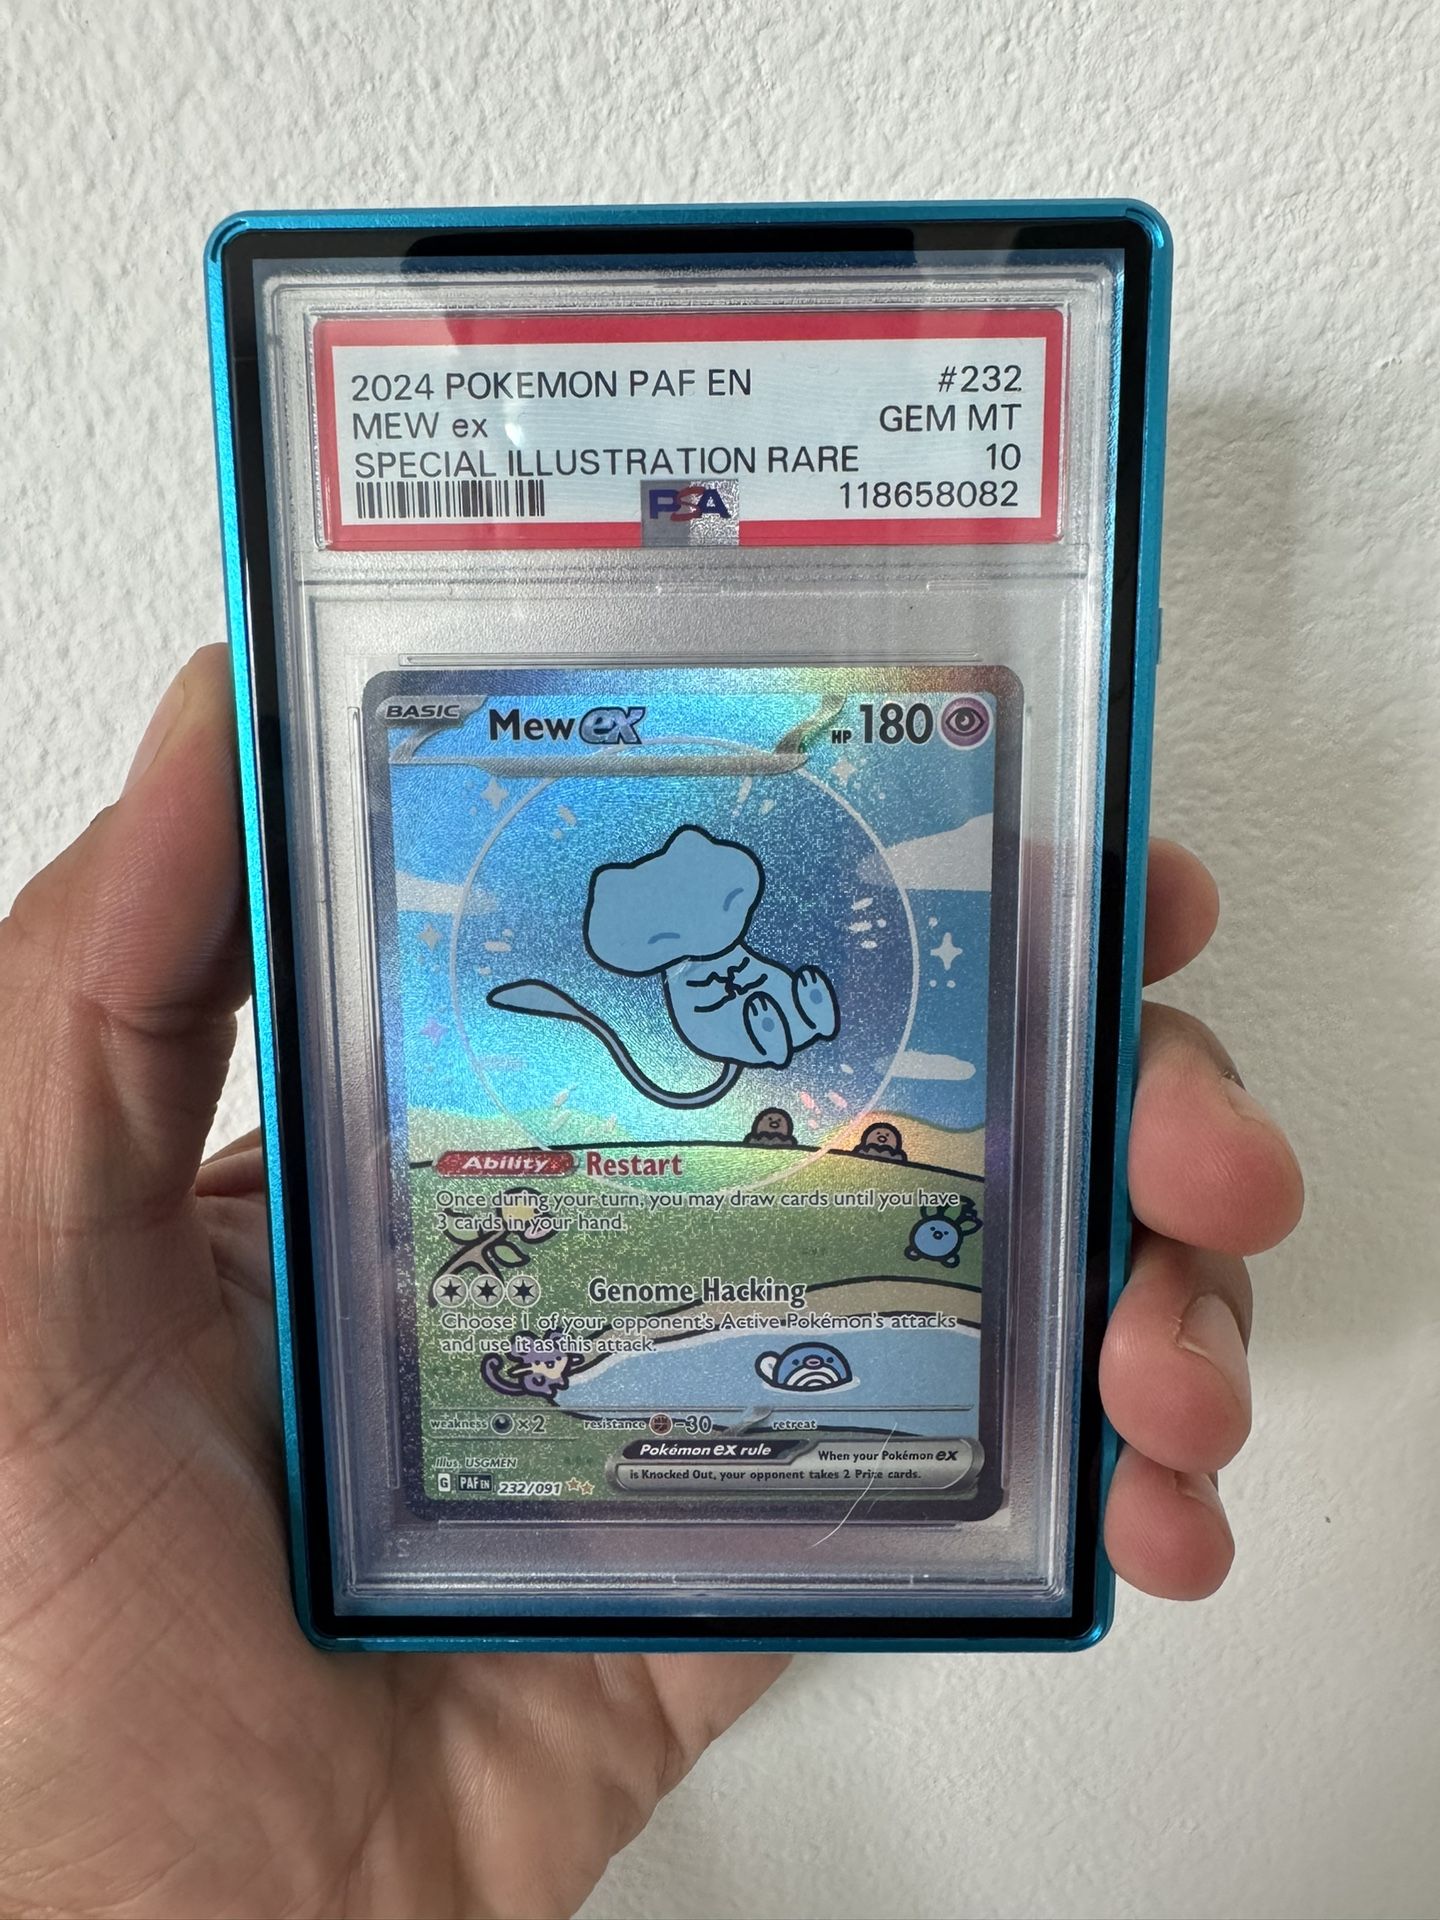 2024 POKEMON PAF EN #232
MEW ex GEM MT
SPECIAL ILLUSTRATION RARE 10
PSA 118658082
BASIC Mew ex HP 180
Ability Restart
Once during your turn, you may draw cards until you have
3 cards in your hand.
Genome Hacking
Choose 1 of your opponent's Active Pokémon's attacks
and use it as this attack.
weakness ×2 resistance -30 retreat
Pokémon ex rule When your Pokémon ex
is Knocked Out, your opponent takes 2 Prize cards.
Illus. USGMEN
G PAF EN 232/091